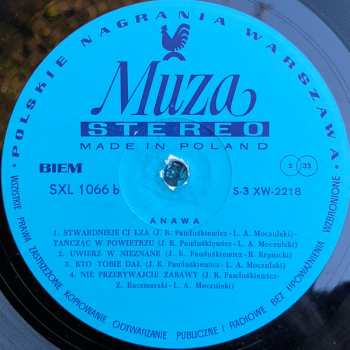 POLSKIE NAGRANIA WARSZAWA
Muza
STEREO
MADE IN POLAND
BIEM
SXL 1066 b
S-3 XW-2218
33
ANAWA
1. STWARDNIEJE CI ŁZA (J. K. Pawluśkiewicz-L. A. Moczulski)-
TAŃCZĄC W POWIETRZU (J. K. Pawluśkiewicz-L. A. Moczulski)
2. UWIERZ W NIEZNANE (J. K. Pawluśkiewicz-R. Krynicki)
3. KTO TOBIE DAŁ (J. K. Pawluśkiewicz-L. A. Moczulski)
4. NIE PRZERYWAJCIE ZABAWY (J. K. Pawluśkiewicz-
Z. Raczmarski-L. A. Moczulski)
• WSZYSTKIE PRAWA ZASTRZEŻONE. KOPIOWANIE ODTWARZANIE PUBLICZNE I RADIOWE BEZ UPOWAŻNIENIA WZBRONIONE •